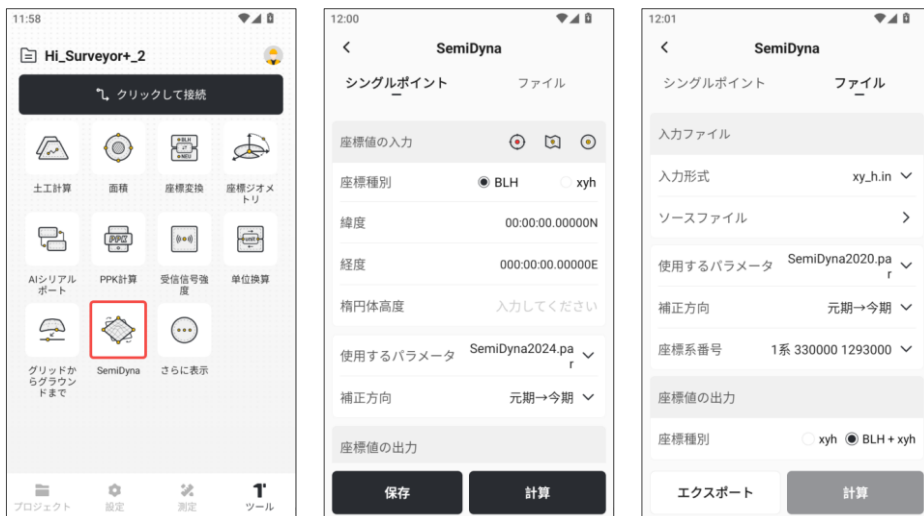 11:58
Hi_Surveyor+_2
クリックして接続
BLH
NEU
土工計算
面積
座標変換
座標ジオメ
トリ
PPK
unit
AIシリアル
ポート
PPK計算
受信信号強
度
単位換算
グリッドか
らグラウン
ドまで
SemiDyna
さらに表示
プロジェクト
設定
測定
ツール
12:00
SemiDyna
シングルポイント
ファイル
座標値の入力
座標種別
BLH
xyh
緯度
00:00:00.00000N
経度
000:00:00.00000E
楕円体高度
入力してください
使用するパラメータ
SemiDyna2024.pa
r
補正方向
元期→今期
座標値の出力
保存
計算
12:01
SemiDyna
シングルポイント
ファイル
入力ファイル
入力形式
xy_h.in
ソースファイル
使用するパラメータ
SemiDyna2020.pa
r
補正方向
元期→今期
座標系番号
1系 330000 1293000
座標値の出力
座標種別
xyh
BLH + xyh
エクスポート
計算